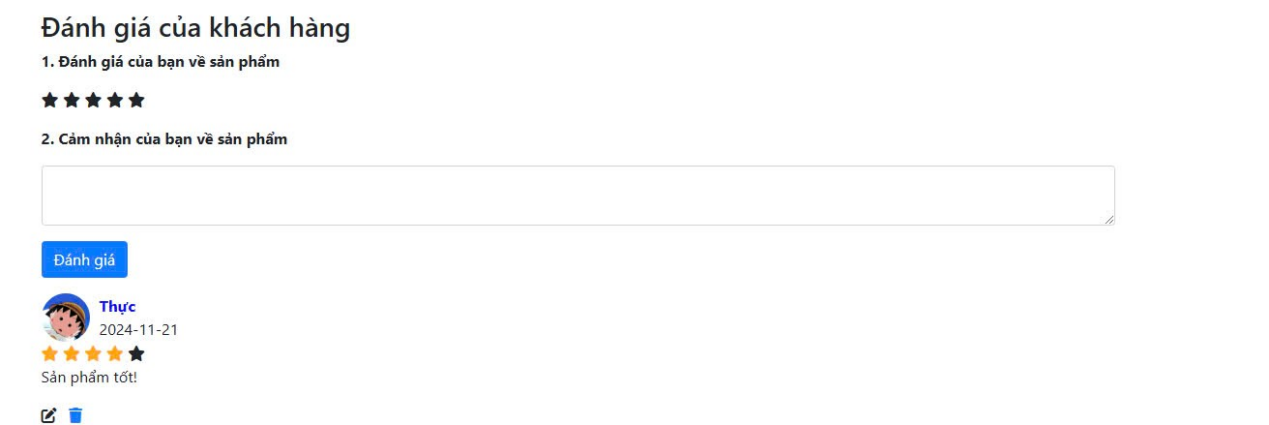 Đánh giá của khách hàng
1. Đánh giá của bạn về sản phẩm
2. Cảm nhận của bạn về sản phẩm
Đánh giá
Thực
2024-11-21
Sản phẩm tốt!